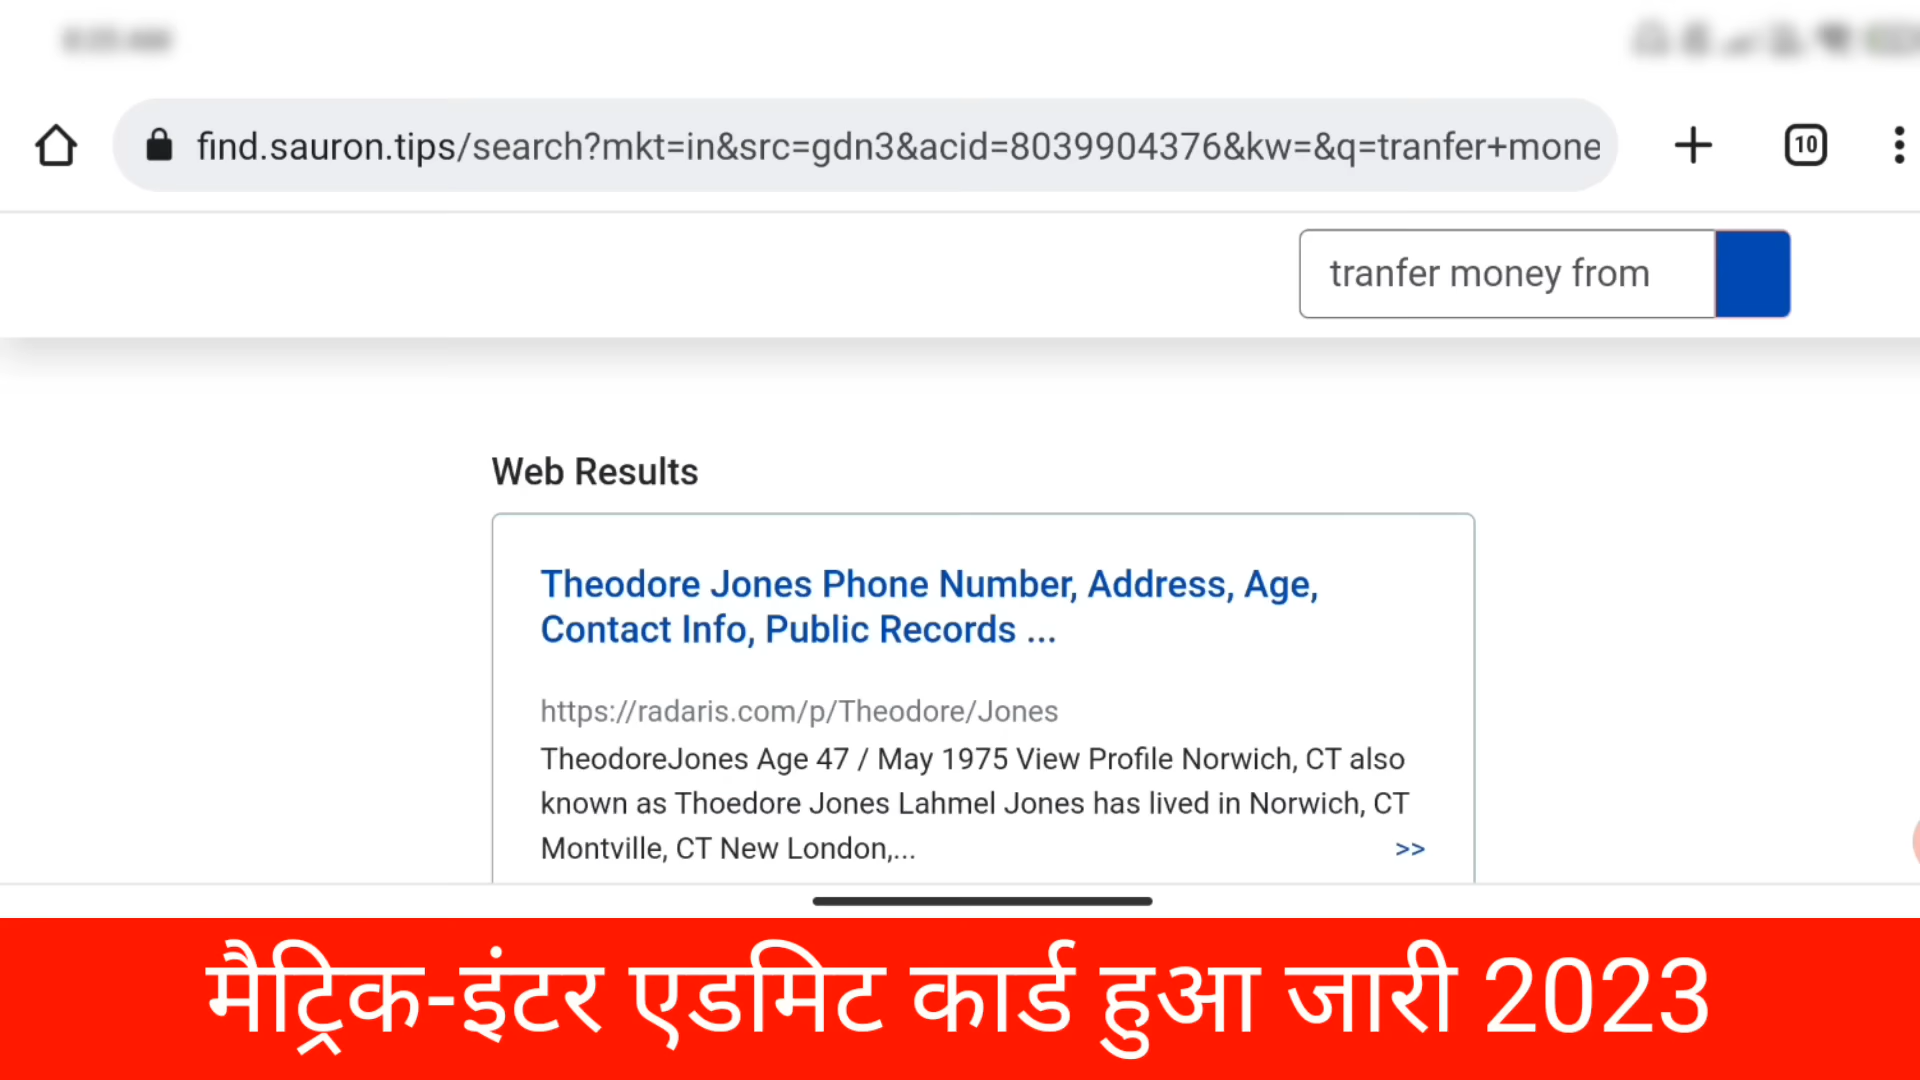 find.sauron.tips/search?mkt=in&src=gdn3&acid=8039904376&kw=&q=tranfer+mone
10
tranfer money from
Web Results
Theodore Jones Phone Number, Address, Age,
Contact Info, Public Records ...
https://radaris.com/p/Theodore/Jones
TheodoreJones Age 47 / May 1975 View Profile Norwich, CT also
known as Thoedore Jones Lahmel Jones has lived in Norwich, CT
Montville, CT New London,...
>>
मैट्रिक-इंटर एडमिट कार्ड हुआ जारी 2023